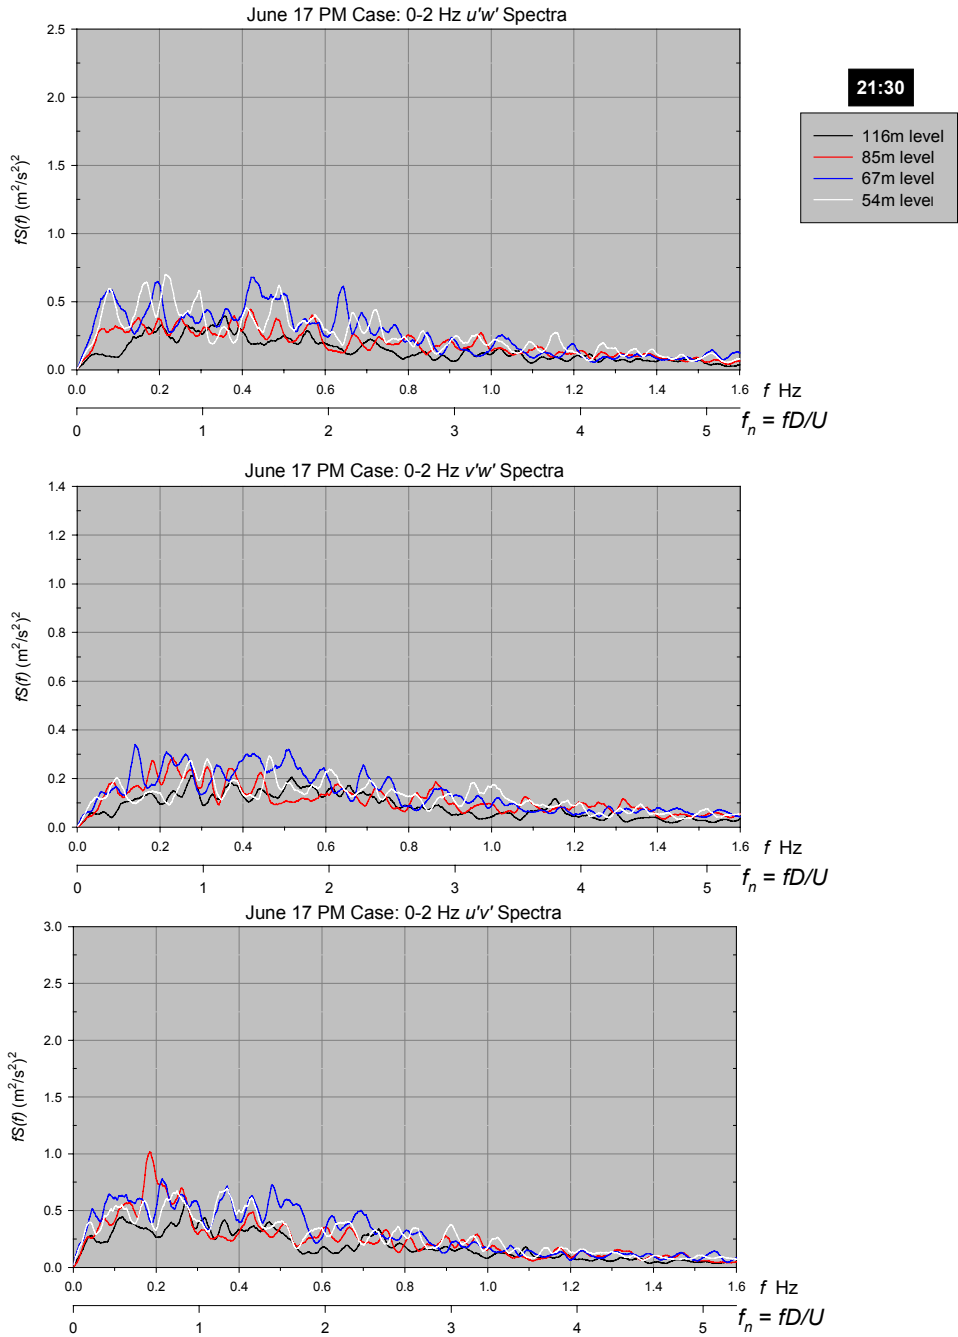 June 17 PM Case: 0-2 Hz u'w' Spectra
2.5
2.0
1.5
1.0
0.5
0.0
fS(f) (m²/s²)²
0.0 0.2 0.4 0.6 0.8 1.0 1.2 1.4 1.6
f Hz
0 1 2 3 4 5
fn = fD/U
21:30
116m level
85m level
67m level
54m level
June 17 PM Case: 0-2 Hz v'w' Spectra
1.4
1.2
1.0
0.8
0.6
0.4
0.2
0.0
fS(f) (m²/s²)²
0.0 0.2 0.4 0.6 0.8 1.0 1.2 1.4 1.6
f Hz
0 1 2 3 4 5
fn = fD/U
June 17 PM Case: 0-2 Hz u'v' Spectra
3.0
2.5
2.0
1.5
1.0
0.5
0.0
fS(f) (m²/s²)²
0.0 0.2 0.4 0.6 0.8 1.0 1.2 1.4 1.6
f Hz
0 1 2 3 4 5
fn = fD/U